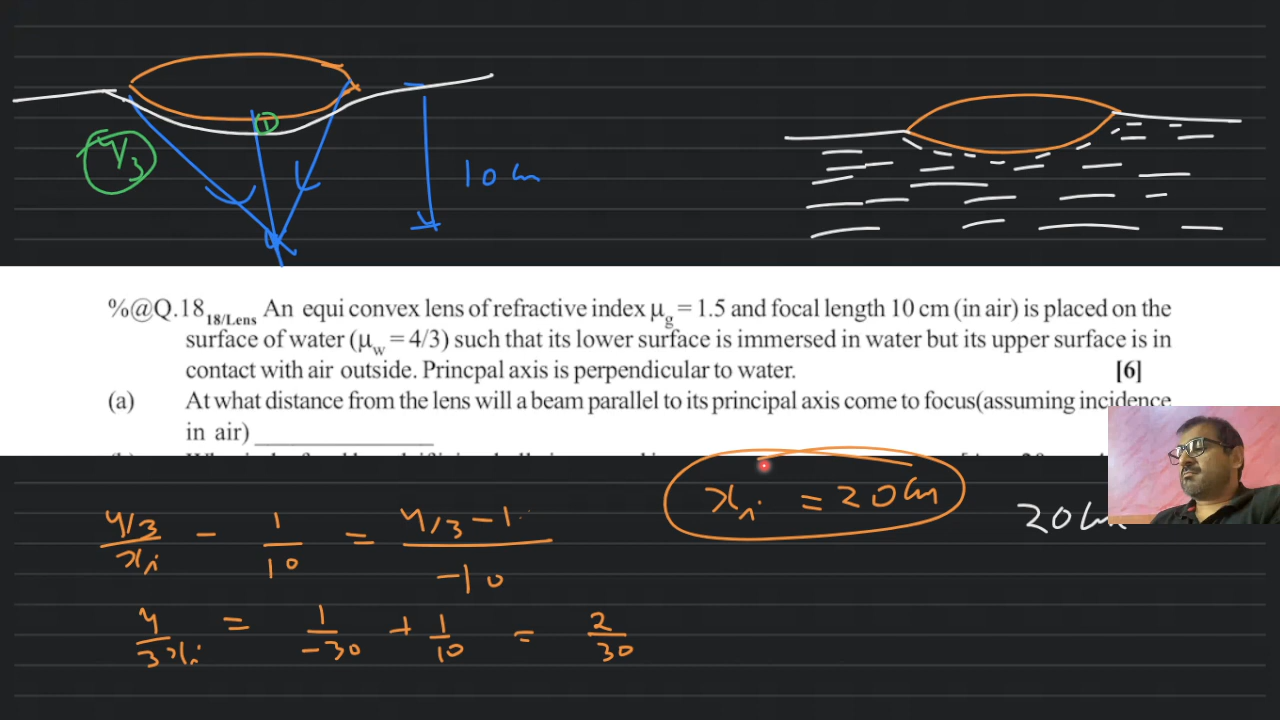 4/3
1
10 cm
%@Q.18 18/Lens An equi convex lens of refractive index μg = 1.5 and focal length 10 cm (in air) is placed on the
surface of water (μw = 4/3) such that its lower surface is immersed in water but its upper surface is in
contact with air outside. Princpal axis is perpendicular to water. [6]
(a) At what distance from the lens will a beam parallel to its principal axis come to focus(assuming incidence
in air)
(4/3)/xi - 1/10 = (4/3 - 1)/-10
xi = 20 cm
20 cm
4/3xi = 1/-30 + 1/10 = 2/30